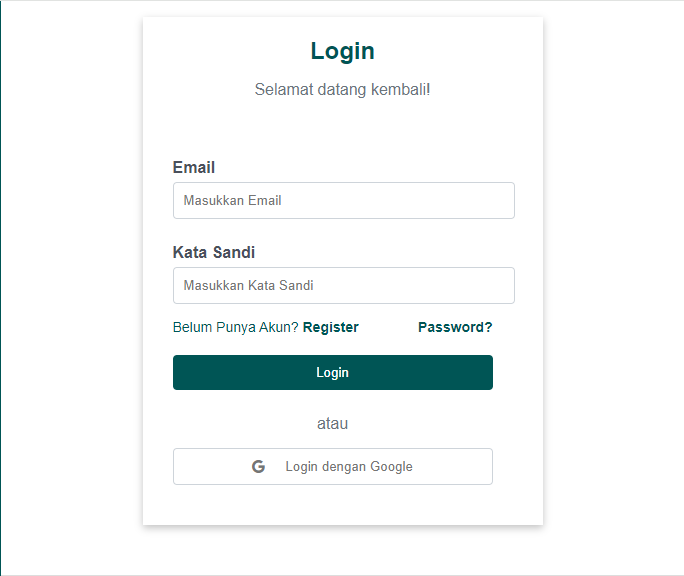 Login
Selamat datang kembali!
Email
Masukkan Email
Kata Sandi
Masukkan Kata Sandi
Belum Punya Akun? Register Password?
Login
atau
G Login dengan Google